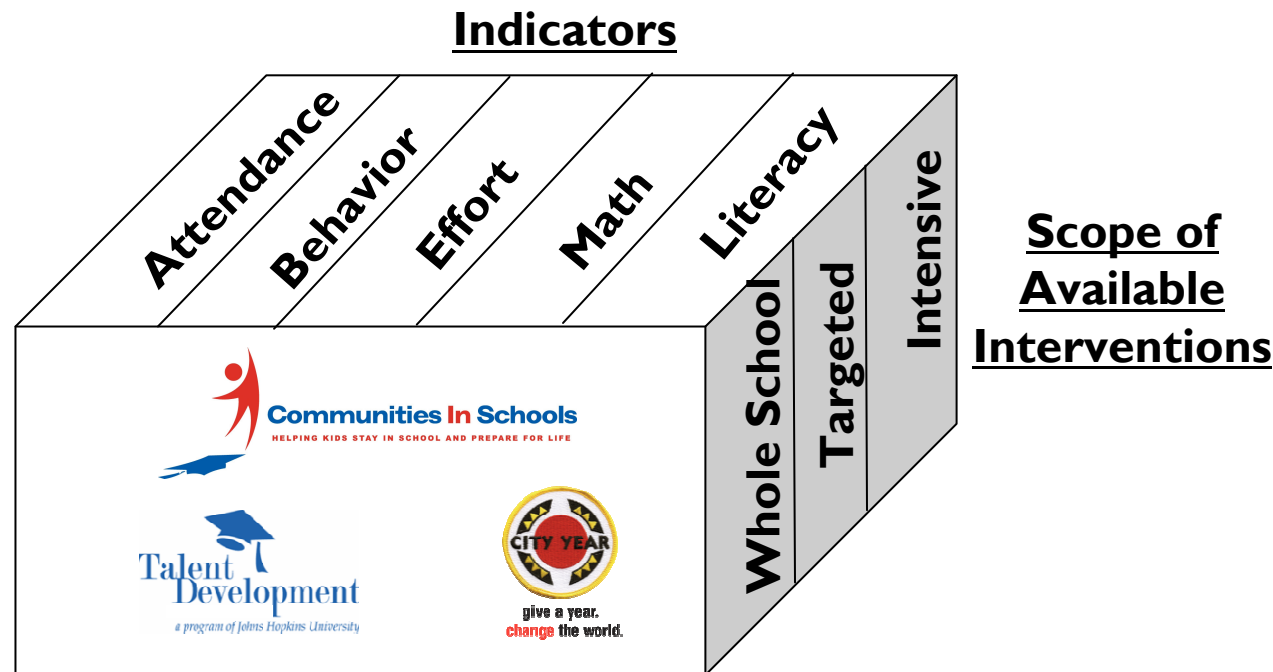 Indicators
Attendance
Behavior
Effort
Math
Literacy
Whole School
Targeted
Intensive
Scope of
Available
Interventions
Communities In Schools
HELPING KIDS STAY IN SCHOOL AND PREPARE FOR LIFE
Talent
Development
a program of Johns Hopkins University
CITY YEAR
give a year.
change the world.